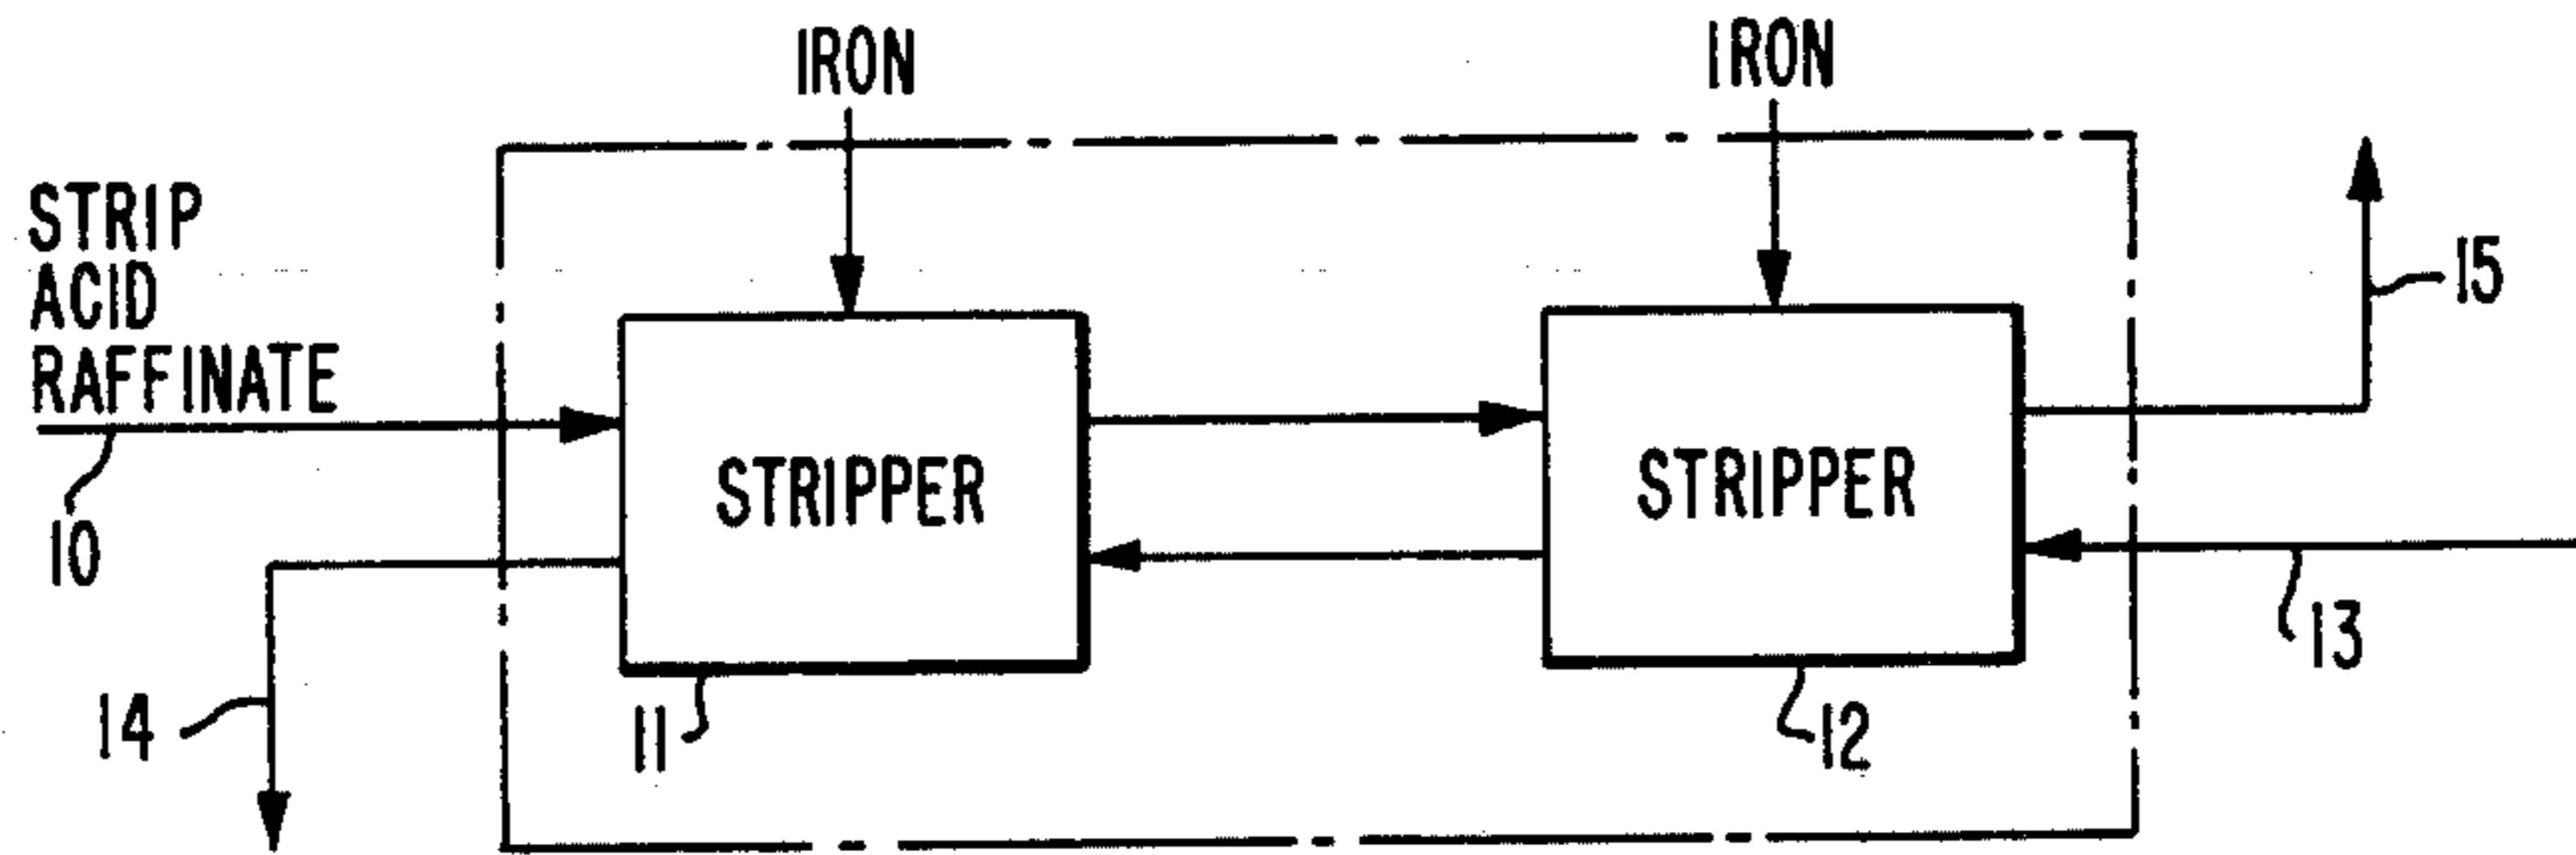 IRON
IRON
STRIP
ACID
RAFFINATE
15
STRIPPER
STRIPPER
10
13
14
11
12